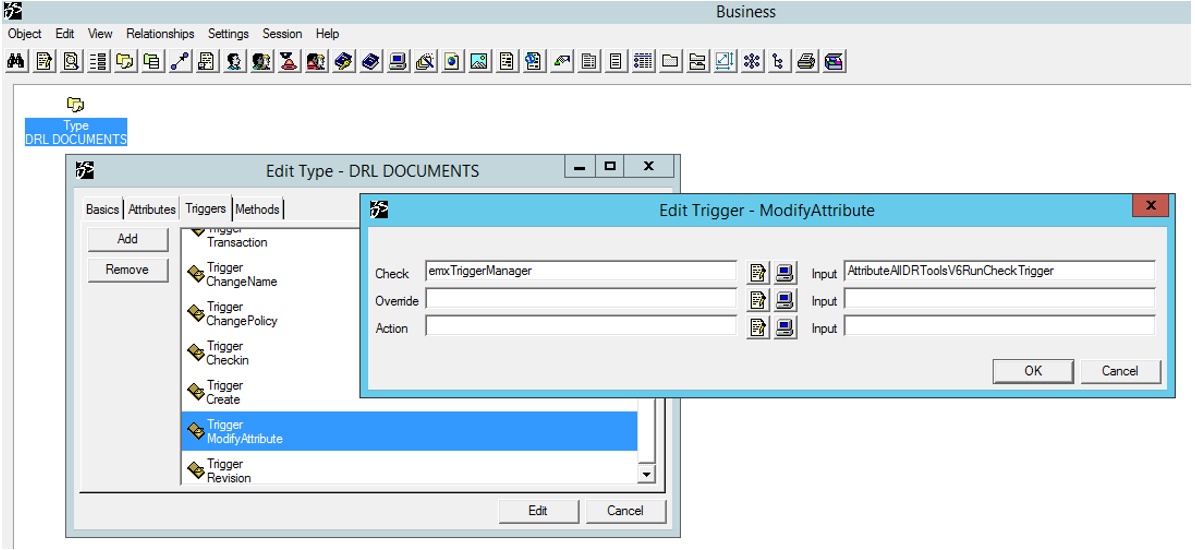 Business
Object Edit View Relationships Settings Session Help
Type
DRL DOCUMENTS
Edit Type - DRL DOCUMENTS
Basics Attributes Triggers Methods
Add
Remove
Trigger
Transaction
Trigger
ChangeName
Trigger
ChangePolicy
Trigger
Checkin
Trigger
Create
Trigger
ModifyAttribute
Trigger
Revision
Edit Cancel
Edit Trigger - ModifyAttribute
Check emxTriggerManager Input AttributeAllDRToolsV6RunCheckTrigger
Override Input
Action Input
OK Cancel